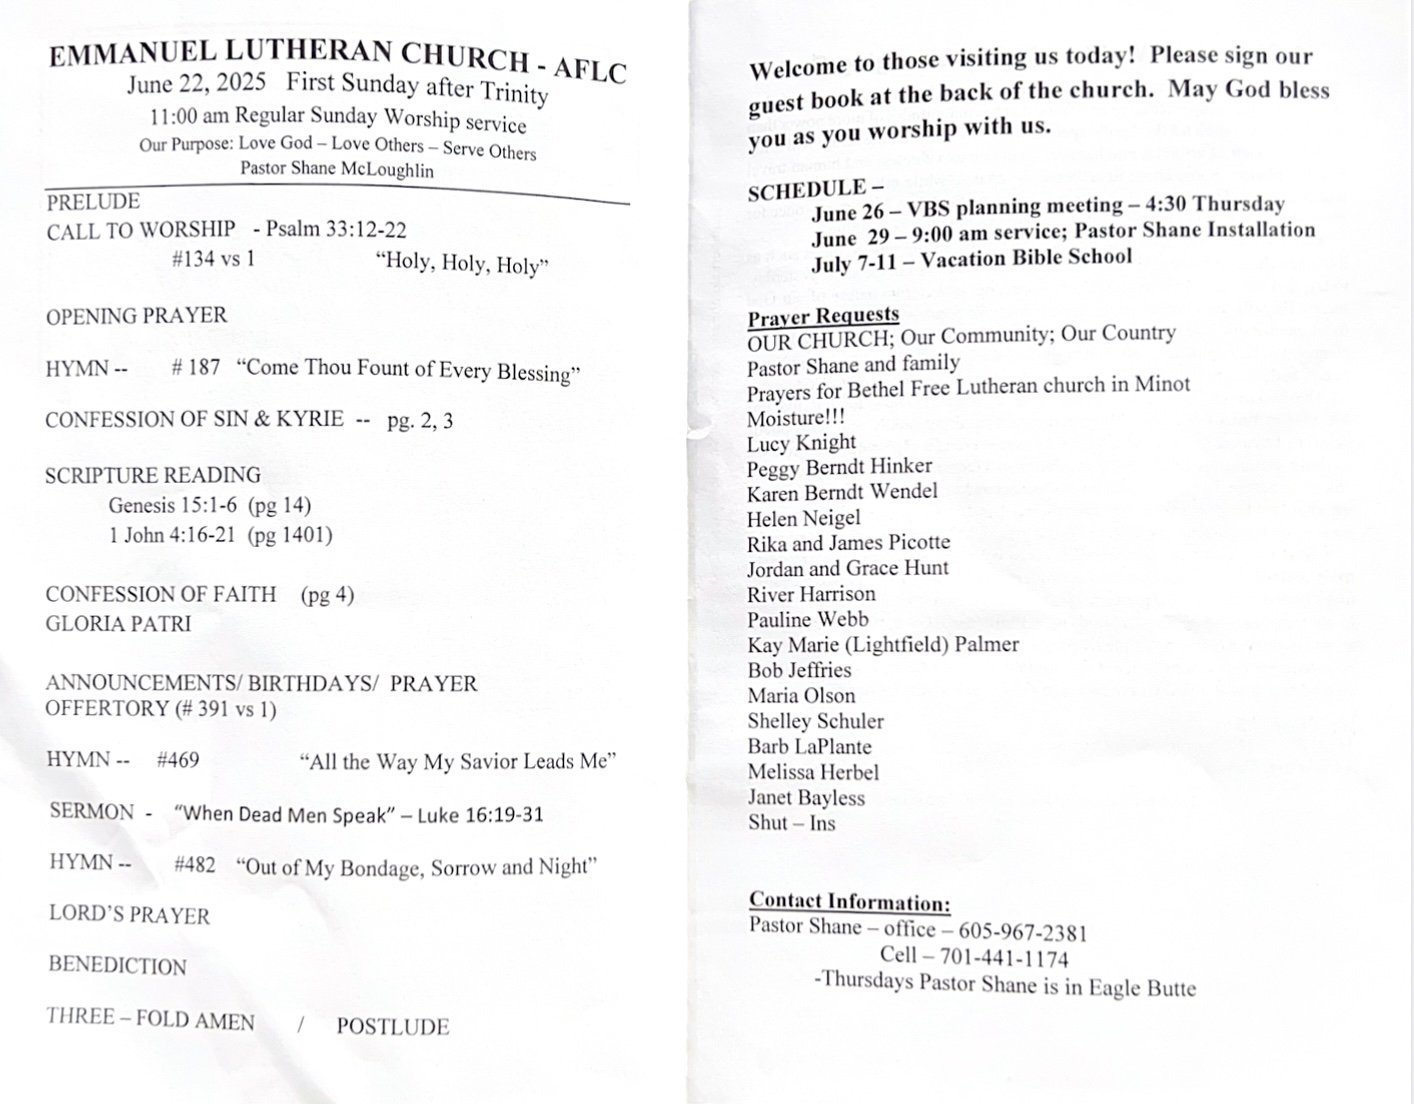 EMMANUEL LUTHERAN CHURCH - AFLC
June 22, 2025 First Sunday after Trinity
11:00 am Regular Sunday Worship service
Our Purpose: Love God – Love Others – Serve Others
Pastor Shane McLoughlin
PRELUDE
CALL TO WORSHIP - Psalm 33:12-22
#134 vs 1 “Holy, Holy, Holy”
OPENING PRAYER
HYMN -- # 187 “Come Thou Fount of Every Blessing”
CONFESSION OF SIN & KYRIE -- pg. 2, 3
SCRIPTURE READING
Genesis 15:1-6 (pg 14)
1 John 4:16-21 (pg 1401)
CONFESSION OF FAITH (pg 4)
GLORIA PATRI
ANNOUNCEMENTS/ BIRTHDAYS/ PRAYER
OFFERTORY (# 391 vs 1)
HYMN -- #469 “All the Way My Savior Leads Me”
SERMON - “When Dead Men Speak” – Luke 16:19-31
HYMN -- #482 “Out of My Bondage, Sorrow and Night”
LORD’S PRAYER
BENEDICTION
THREE – FOLD AMEN / POSTLUDE
Welcome to those visiting us today! Please sign our
guest book at the back of the church. May God bless
you as you worship with us.
SCHEDULE –
June 26 – VBS planning meeting – 4:30 Thursday
June 29 – 9:00 am service; Pastor Shane Installation
July 7-11 – Vacation Bible School
Prayer Requests
OUR CHURCH; Our Community; Our Country
Pastor Shane and family
Prayers for Bethel Free Lutheran church in Minot
Moisture!!!
Lucy Knight
Peggy Berndt Hinker
Karen Berndt Wendel
Helen Neigel
Rika and James Picotte
Jordan and Grace Hunt
River Harrison
Pauline Webb
Kay Marie (Lightfield) Palmer
Bob Jeffries
Maria Olson
Shelley Schuler
Barb LaPlante
Melissa Herbel
Janet Bayless
Shut – Ins
Contact Information:
Pastor Shane – office – 605-967-2381
Cell – 701-441-1174
-Thursdays Pastor Shane is in Eagle Butte